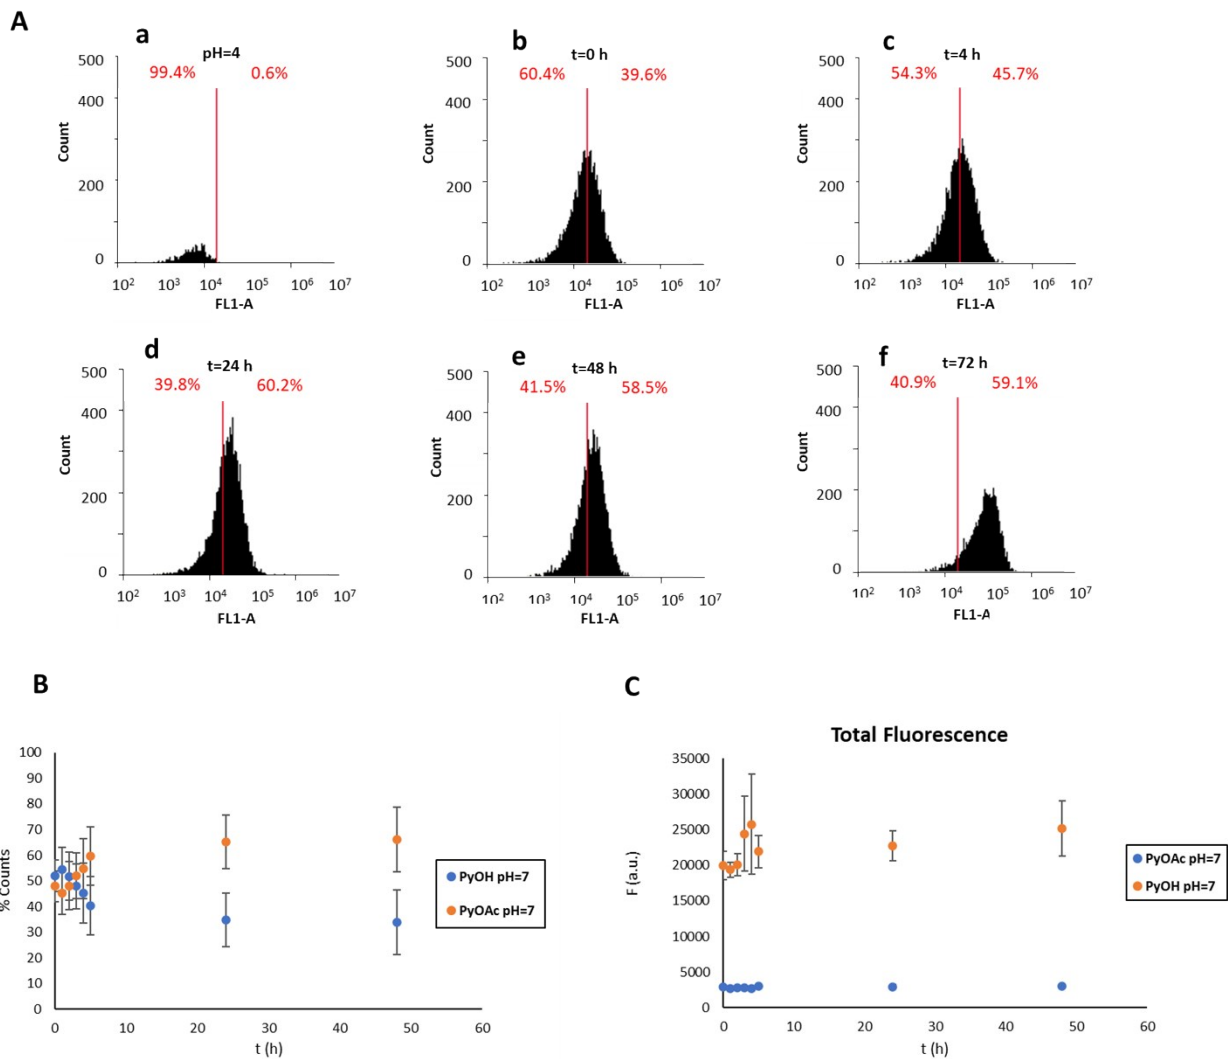 A
a
pH=4
99.4% 0.6%
500
400
200
0
Count
10² 10³ 10⁴ 10⁵ 10⁶ 10⁷
FL1-A
b
t=0 h
60.4% 39.6%
500
400
200
0
Count
10² 10³ 10⁴ 10⁵ 10⁶ 10⁷
FL1-A
c
t=4 h
54.3% 45.7%
500
400
200
0
Count
10² 10³ 10⁴ 10⁵ 10⁶ 10⁷
FL1-A
d
t=24 h
39.8% 60.2%
500
400
200
0
Count
10² 10³ 10⁴ 10⁵ 10⁶ 10⁷
FL1-A
e
t=48 h
41.5% 58.5%
500
400
200
0
Count
10² 10³ 10⁴ 10⁵ 10⁶ 10⁷
FL1-A
f
t=72 h
40.9% 59.1%
500
400
200
0
Count
10² 10³ 10⁴ 10⁵ 10⁶ 10⁷
FL1-A
B
100
90
80
70
60
50
40
30
20
10
0
% Counts
0 10 20 30 40 50 60
t (h)
PyOH pH=7
PyOAc pH=7
C
Total Fluorescence
35000
30000
25000
20000
15000
10000
5000
0
F (a.u.)
0 10 20 30 40 50 60
t (h)
PyOAc pH=7
PyOH pH=7